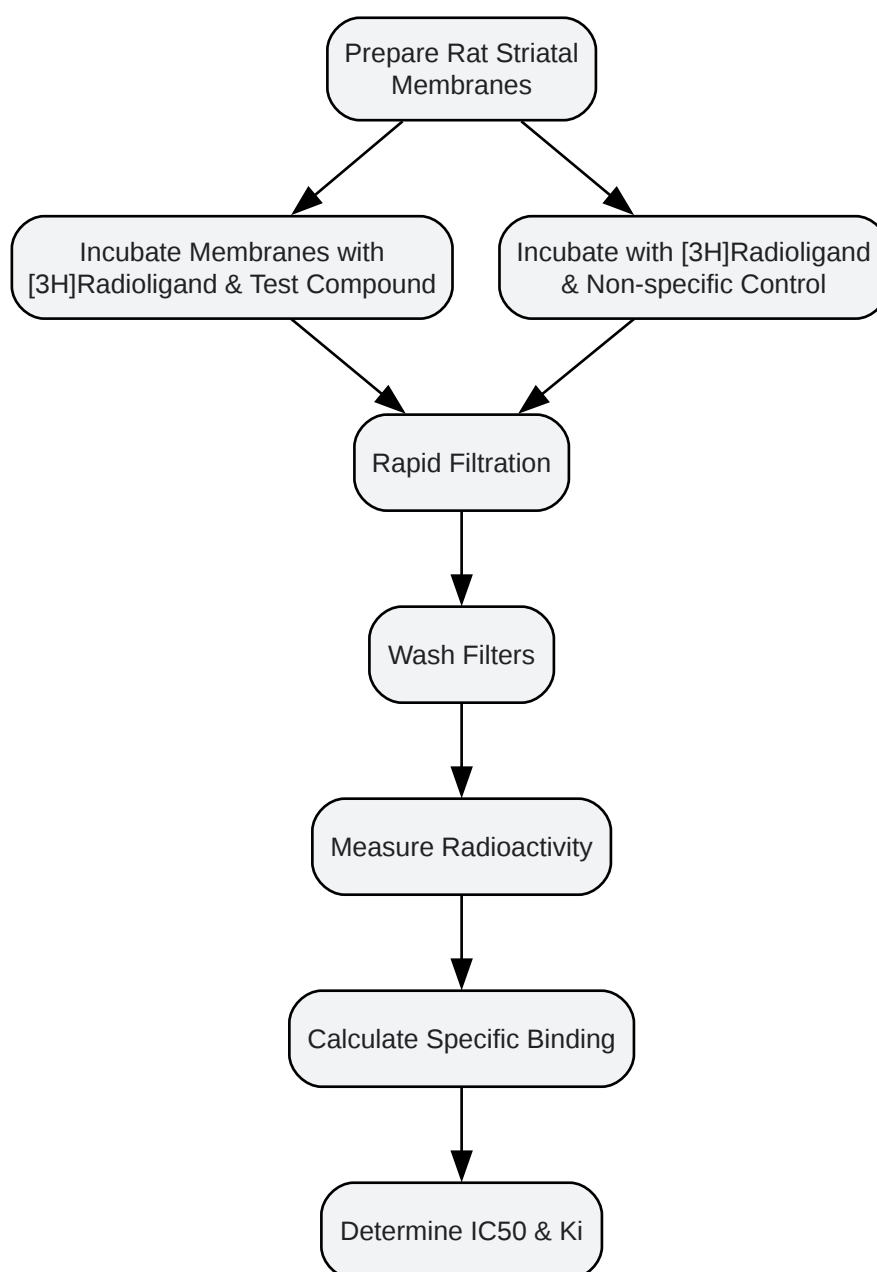 Prepare Rat Striatal
Membranes
Incubate Membranes with
[3H]Radioligand & Test Compound
Incubate with [3H]Radioligand
& Non-specific Control
Rapid Filtration
Wash Filters
Measure Radioactivity
Calculate Specific Binding
Determine IC50 & Ki